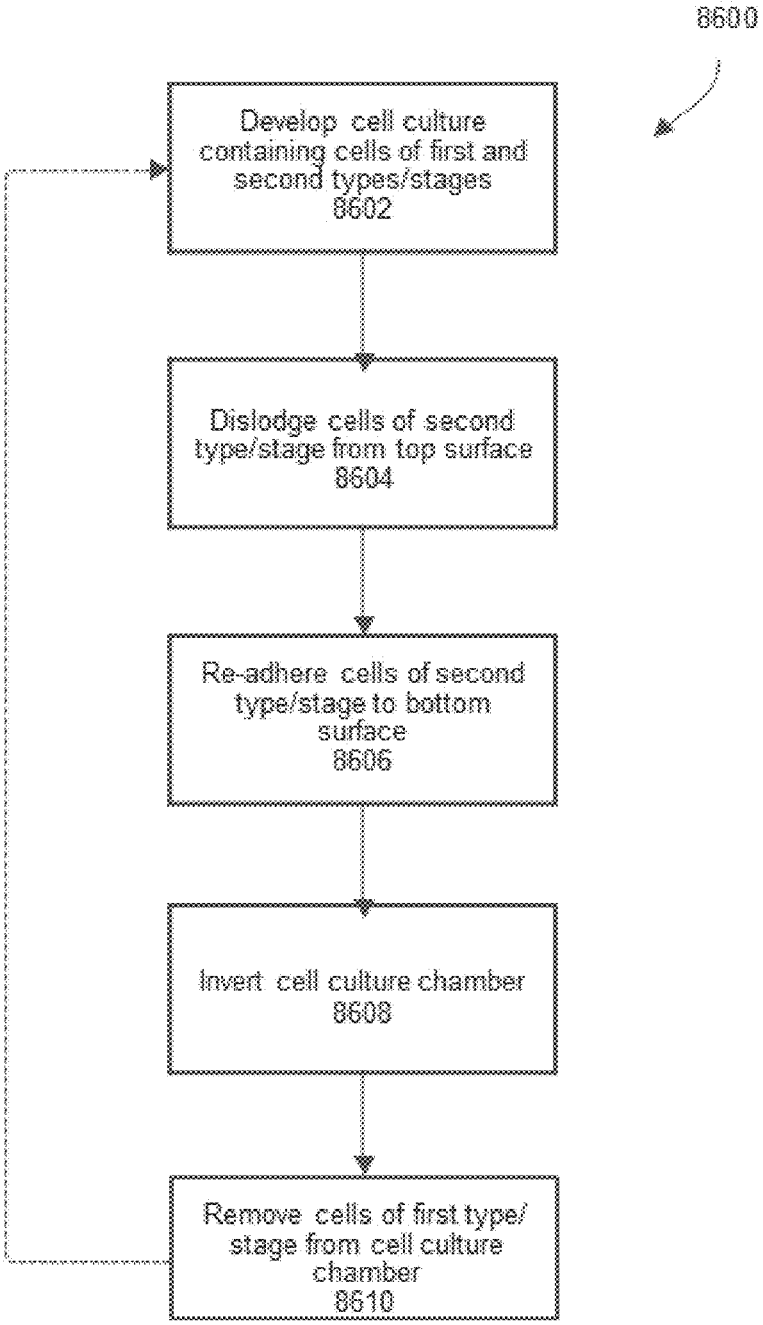 8600
Develop cell culture
containing cells of first and
second types/stages
8602
Dislodge cells of second
type/stage from top surface
8604
Re-adhere cells of second
type/stage to bottom
surface
8606
Invert cell culture chamber
8608
Remove cells of first type/
stage from cell culture
chamber
8610